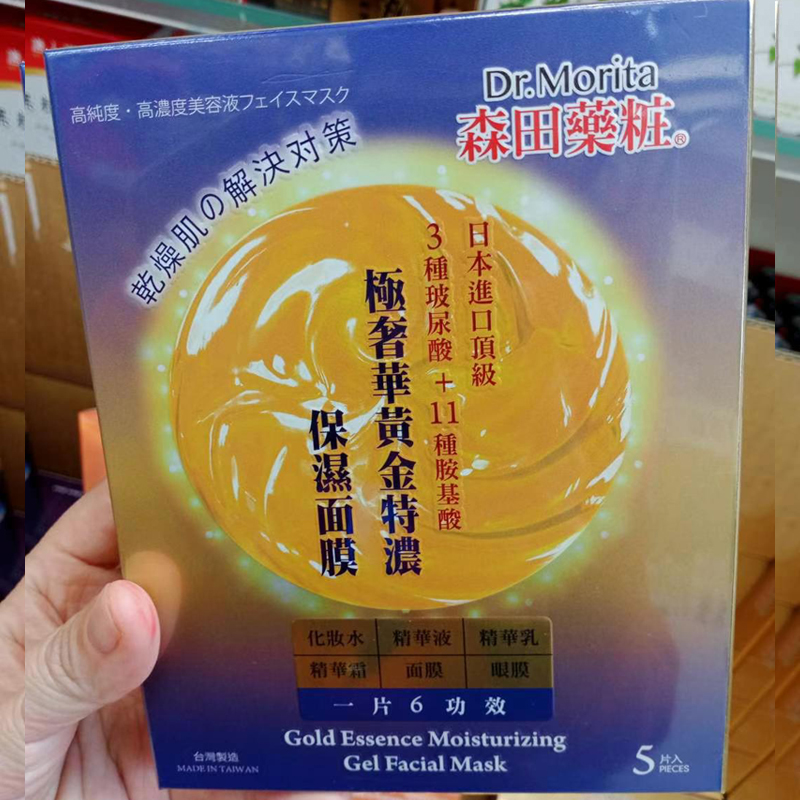 Dr.Morita
森田藥粧®
高純度・高濃度美容液フェイスマスク
乾燥肌の解決対策
日本進口頂級
3種玻尿酸+11種胺基酸
極奢華黃金特濃
保濕面膜
化妝水 精華液 精華乳
精華霜 面膜 眼膜
一片6功效
Gold Essence Moisturizing
Gel Facial Mask
台灣製造
MADE IN TAIWAN
5片入
PIECES